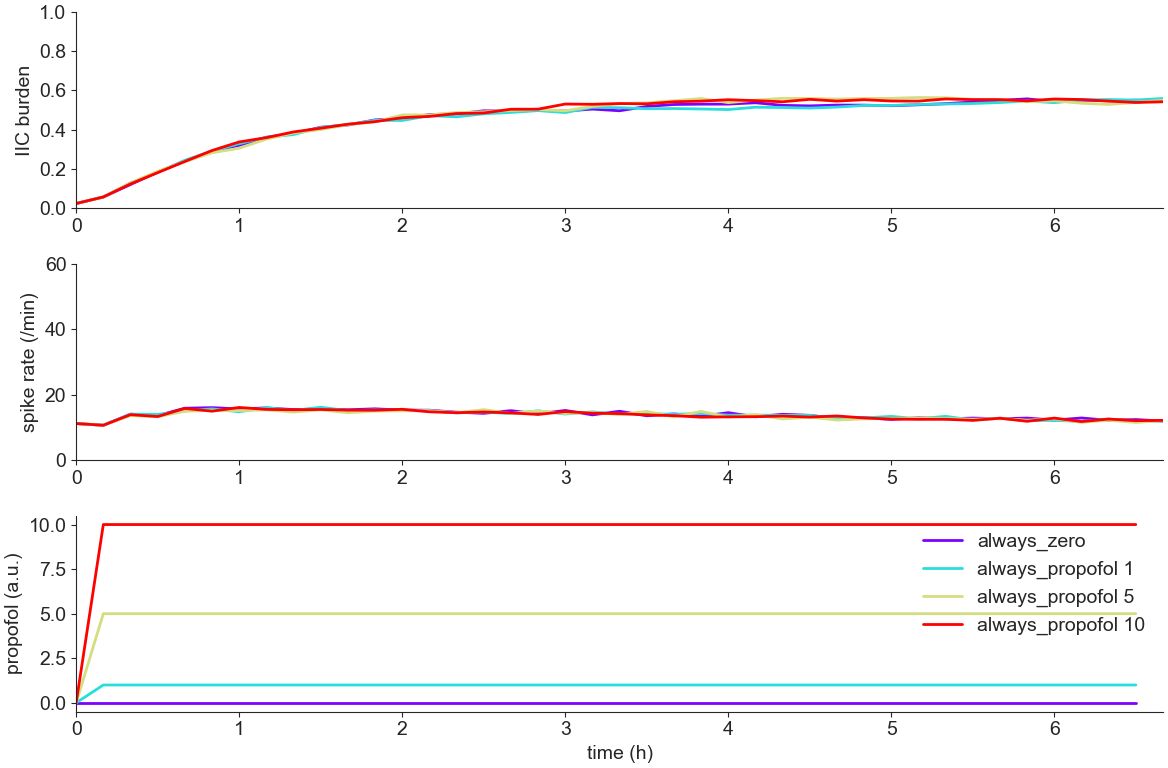 IIC burden
1.0
0.8
0.6
0.4
0.2
0.0
0 1 2 3 4 5 6
spike rate (/min)
60
40
20
0
0 1 2 3 4 5 6
propofol (a.u.)
10.0
7.5
5.0
2.5
0.0
always_zero
always_propofol 1
always_propofol 5
always_propofol 10
0 1 2 3 4 5 6
time (h)